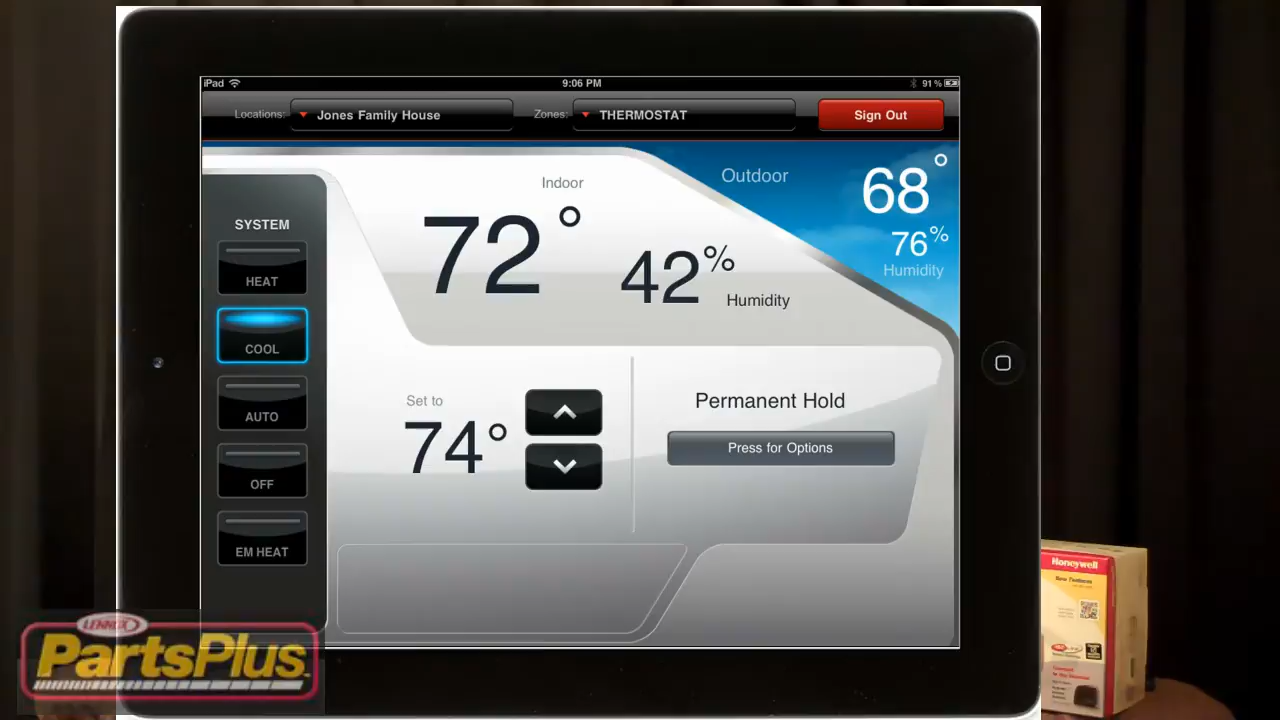 iPad
9:06 PM
91%
Locations:
Jones Family House
Zones:
THERMOSTAT
Sign Out
Indoor
72°
42%
Humidity
Outdoor
68°
76%
Humidity
SYSTEM
HEAT
COOL
AUTO
OFF
EM HEAT
Set to
74°
Permanent Hold
Press for Options
LENNOX
PartsPlus
Honeywell
New Features